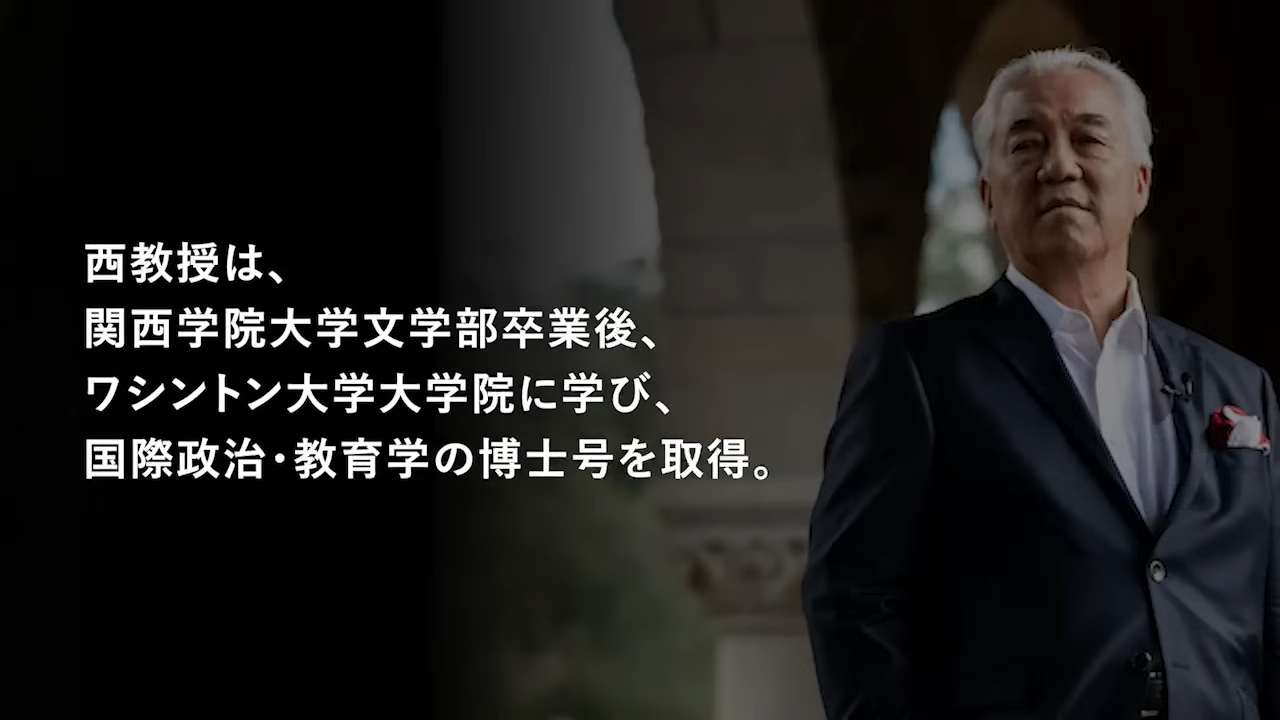 西教授は、
関西学院大学文学部卒業後、
ワシントン大学大学院に学び、
国際政治・教育学の博士号を取得。